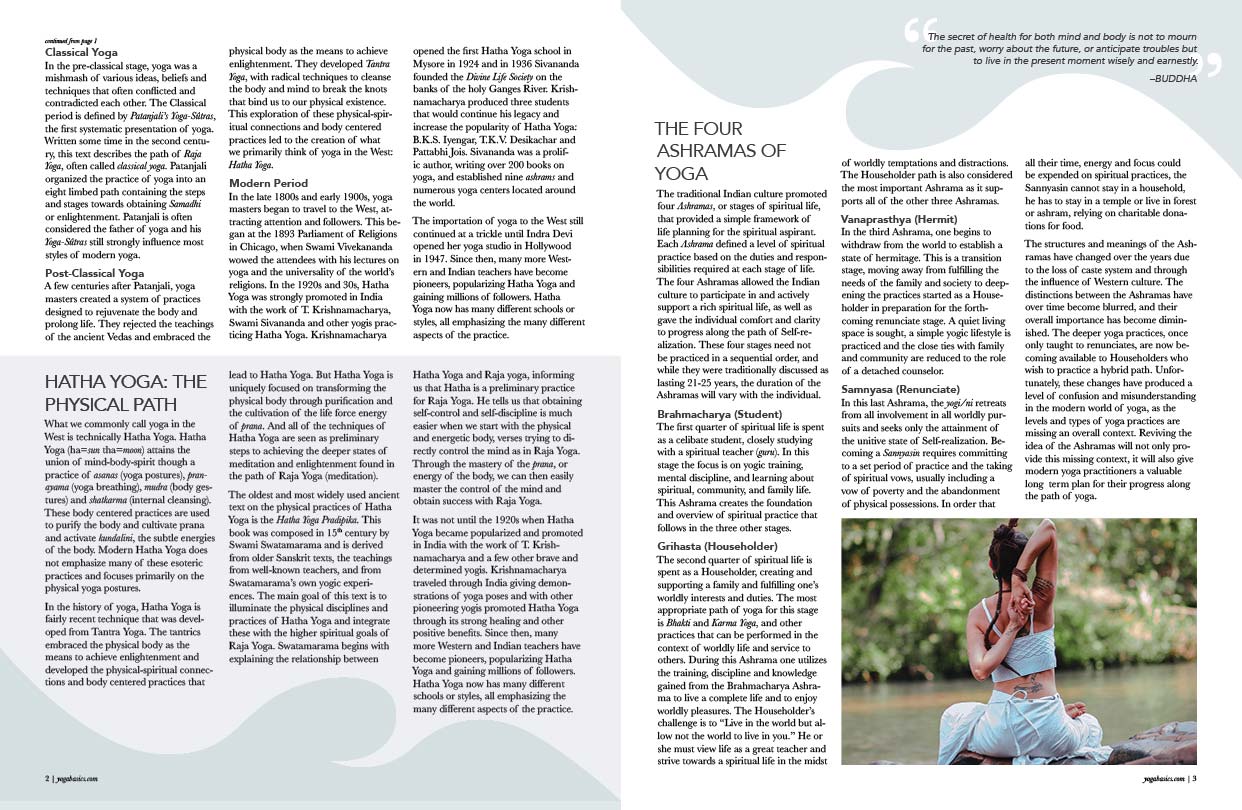 continued from page 1
Classical Yoga
In the pre-classical stage, yoga was a
mishmash of various ideas, beliefs and
techniques that often conflicted and
contradicted each other. The Classical
period is defined by Patanjali's Yoga-Sûtras,
the first systematic presentation of yoga.
Written some time in the second centu-
ry, this text describes the path of Raja
Yoga, often called classical yoga. Patanjali
organized the practice of yoga into an
eight limbed path containing the steps
and stages towards obtaining Samadhi
or enlightenment. Patanjali is often
considered the father of yoga and his
Yoga-Sûtras still strongly influence most
styles of modern yoga.
Post-Classical Yoga
A few centuries after Patanjali, yoga
masters created a system of practices
designed to rejuvenate the body and
prolong life. They rejected the teachings
of the ancient Vedas and embraced the
physical body as the means to achieve
enlightenment. They developed Tantra
Yoga, with radical techniques to cleanse
the body and mind to break the knots
that bind us to our physical existence.
This exploration of these physical-spir-
itual connections and body centered
practices led to the creation of what
we primarily think of yoga in the West:
Hatha Yoga.
Modern Period
In the late 1800s and early 1900s, yoga
masters began to travel to the West, at-
tracting attention and followers. This be-
gan at the 1893 Parliament of Religions
in Chicago, when Swami Vivekananda
wowed the attendees with his lectures on
yoga and the universality of the world's
religions. In the 1920s and 30s, Hatha
Yoga was strongly promoted in India
with the work of T. Krishnamacharya,
Swami Sivananda and other yogis prac-
ticing Hatha Yoga. Krishnamacharya
opened the first Hatha Yoga school in
Mysore in 1924 and in 1936 Sivananda
founded the Divine Life Society on the
banks of the holy Ganges River. Krish-
namacharya produced three students
that would continue his legacy and
increase the popularity of Hatha Yoga:
B.K.S. Iyengar, T.K.V. Desikachar and
Pattabhi Jois. Sivananda was a prolif-
ic author, writing over 200 books on
yoga, and established nine ashrams and
numerous yoga centers located around
the world.
The importation of yoga to the West still
continued at a trickle until Indra Devi
opened her yoga studio in Hollywood
in 1947. Since then, many more West-
ern and Indian teachers have become
pioneers, popularizing Hatha Yoga and
gaining millions of followers. Hatha
Yoga now has many different schools or
styles, all emphasizing the many different
aspects of the practice.
HATHA YOGA: THE
PHYSICAL PATH
What we commonly call yoga in the
West is technically Hatha Yoga. Hatha
Yoga (ha=sun tha=moon) attains the
union of mind-body-spirit though a
practice of asanas (yoga postures), pran-
ayama (yoga breathing), mudra (body ges-
tures) and shatkarma (internal cleansing).
These body centered practices are used
to purify the body and cultivate prana
and activate kundalini, the subtle energies
of the body. Modern Hatha Yoga does
not emphasize many of these esoteric
practices and focuses primarily on the
physical yoga postures.
In the history of yoga, Hatha Yoga is
fairly recent technique that was devel-
oped from Tantra Yoga. The tantrics
embraced the physical body as the
means to achieve enlightenment and
developed the physical-spiritual connec-
tions and body centered practices that
lead to Hatha Yoga. But Hatha Yoga is
uniquely focused on transforming the
physical body through purification and
the cultivation of the life force energy
of prana. And all of the techniques of
Hatha Yoga are seen as preliminary
steps to achieving the deeper states of
meditation and enlightenment found in
the path of Raja Yoga (meditation).
The oldest and most widely used ancient
text on the physical practices of Hatha
Yoga is the Hatha Yoga Pradipika. This
book was composed in 15th century by
Swami Swatamarama and is derived
from older Sanskrit texts, the teachings
from well-known teachers, and from
Swatamarama's own yogic experi-
ences. The main goal of this text is to
illuminate the physical disciplines and
practices of Hatha Yoga and integrate
these with the higher spiritual goals of
Raja Yoga. Swatamarama begins with
explaining the relationship between
Hatha Yoga and Raja yoga, informing
us that Hatha is a preliminary practice
for Raja Yoga. He tells us that obtaining
self-control and self-discipline is much
easier when we start with the physical
and energetic body, verses trying to di-
rectly control the mind as in Raja Yoga.
Through the mastery of the prana, or
energy of the body, we can then easily
master the control of the mind and
obtain success with Raja Yoga.
It was not until the 1920s when Hatha
Yoga became popularized and promoted
in India with the work of T. Krish-
namacharya and a few other brave and
determined yogis. Krishnamacharya
traveled through India giving demon-
strations of yoga poses and with other
pioneering yogis promoted Hatha Yoga
through its strong healing and other
positive benefits. Since then, many
more Western and Indian teachers have
become pioneers, popularizing Hatha
Yoga and gaining millions of followers.
Hatha Yoga now has many different
schools or styles, all emphasizing the
many different aspects of the practice.
2 | yogabasics.com
“The secret of health for both mind and body is not to mourn
for the past, worry about the future, or anticipate troubles but
to live in the present moment wisely and earnestly.”
–BUDDHA
THE FOUR
ASHRAMAS OF
YOGA
The traditional Indian culture promoted
four Ashramas, or stages of spiritual life,
that provided a simple framework of
life planning for the spiritual aspirant.
Each Ashrama defined a level of spiritual
practice based on the duties and respon-
sibilities required at each stage of life.
The four Ashramas allowed the Indian
culture to participate in and actively
support a rich spiritual life, as well as
gave the individual comfort and clarity
to progress along the path of Self-re-
alization. These four stages need not
be practiced in a sequential order, and
while they were traditionally discussed as
lasting 21-25 years, the duration of the
Ashramas will vary with the individual.
Brahmacharya (Student)
The first quarter of spiritual life is spent
as a celibate student, closely studying
with a spiritual teacher (guru). In this
stage the focus is on yogic training,
mental discipline, and learning about
spiritual, community, and family life.
This Ashrama creates the foundation
and overview of spiritual practice that
follows in the three other stages.
Grihasta (Householder)
The second quarter of spiritual life is
spent as a Householder, creating and
supporting a family and fulfilling one's
worldly interests and duties. The most
appropriate path of yoga for this stage
is Bhakti and Karma Yoga, and other
practices that can be performed in the
context of worldly life and service to
others. During this Ashrama one utilizes
the training, discipline and knowledge
gained from the Brahmacharya Ashra-
ma to live a complete life and to enjoy
worldly pleasures. The Householder's
challenge is to “Live in the world but al-
low not the world to live in you.” He or
she must view life as a great teacher and
strive towards a spiritual life in the midst
of worldly temptations and distractions.
The Householder path is also considered
the most important Ashrama as it sup-
ports all of the other three Ashramas.
Vanaprasthya (Hermit)
In the third Ashrama, one begins to
withdraw from the world to establish a
state of hermitage. This is a transition
stage, moving away from fulfilling the
needs of the family and society to deep-
ening the practices started as a House-
holder in preparation for the forth-
coming renunciate stage. A quiet living
space is sought, a simple yogic lifestyle is
practiced and the close ties with family
and community are reduced to the role
of a detached counselor.
Samnyasa (Renunciate)
In this last Ashrama, the yogi/ni retreats
from all involvement in all worldly pur-
suits and seeks only the attainment of
the unitive state of Self-realization. Be-
coming a Sannyasin requires committing
to a set period of practice and the taking
of spiritual vows, usually including a
vow of poverty and the abandonment
of physical possessions. In order that
all their time, energy and focus could
be expended on spiritual practices, the
Sannyasin cannot stay in a household,
he has to stay in a temple or live in forest
or ashram, relying on charitable dona-
tions for food.
The structures and meanings of the Ash-
ramas have changed over the years due
to the loss of caste system and through
the influence of Western culture. The
distinctions between the Ashramas have
over time become blurred, and their
overall importance has become dimin-
ished. The deeper yoga practices, once
only taught to renunciates, are now be-
coming available to Householders who
wish to practice a hybrid path. Unfor-
tunately, these changes have produced a
level of confusion and misunderstanding
in the modern world of yoga, as the
levels and types of yoga practices are
missing an overall context. Reviving the
idea of the Ashramas will not only pro-
vide this missing context, it will also give
modern yoga practitioners a valuable
long term plan for their progress along
the path of yoga.
yogabasics.com | 3